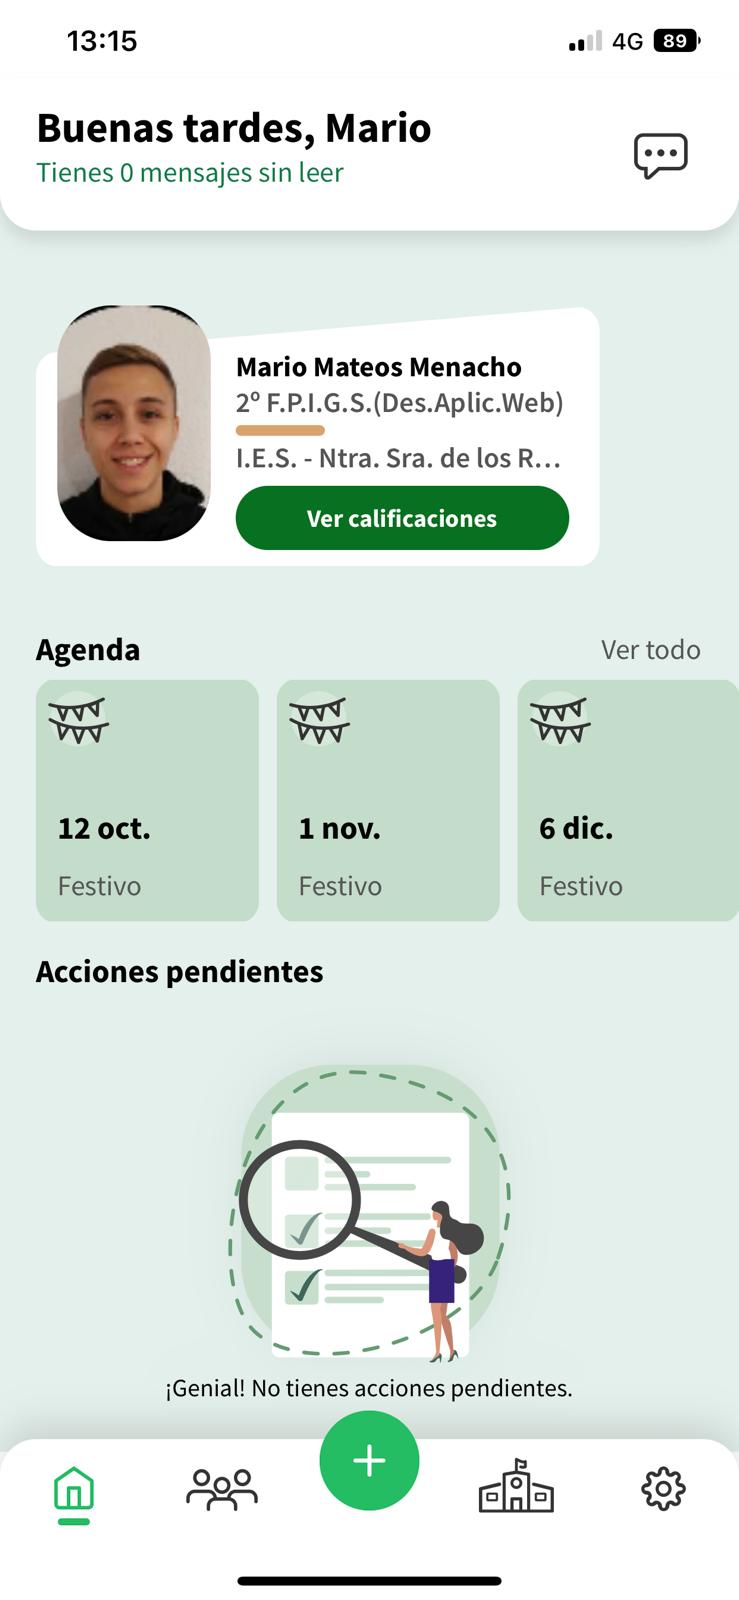 13:15
4G 89
Buenas tardes, Mario
Tienes 0 mensajes sin leer
Mario Mateos Menacho
2º F.P.I.G.S.(Des.Aplic.Web)
I.E.S. - Ntra. Sra. de los R...
Ver calificaciones
Agenda
Ver todo
12 oct.
Festivo
1 nov.
Festivo
6 dic.
Festivo
Acciones pendientes
¡Genial! No tienes acciones pendientes.